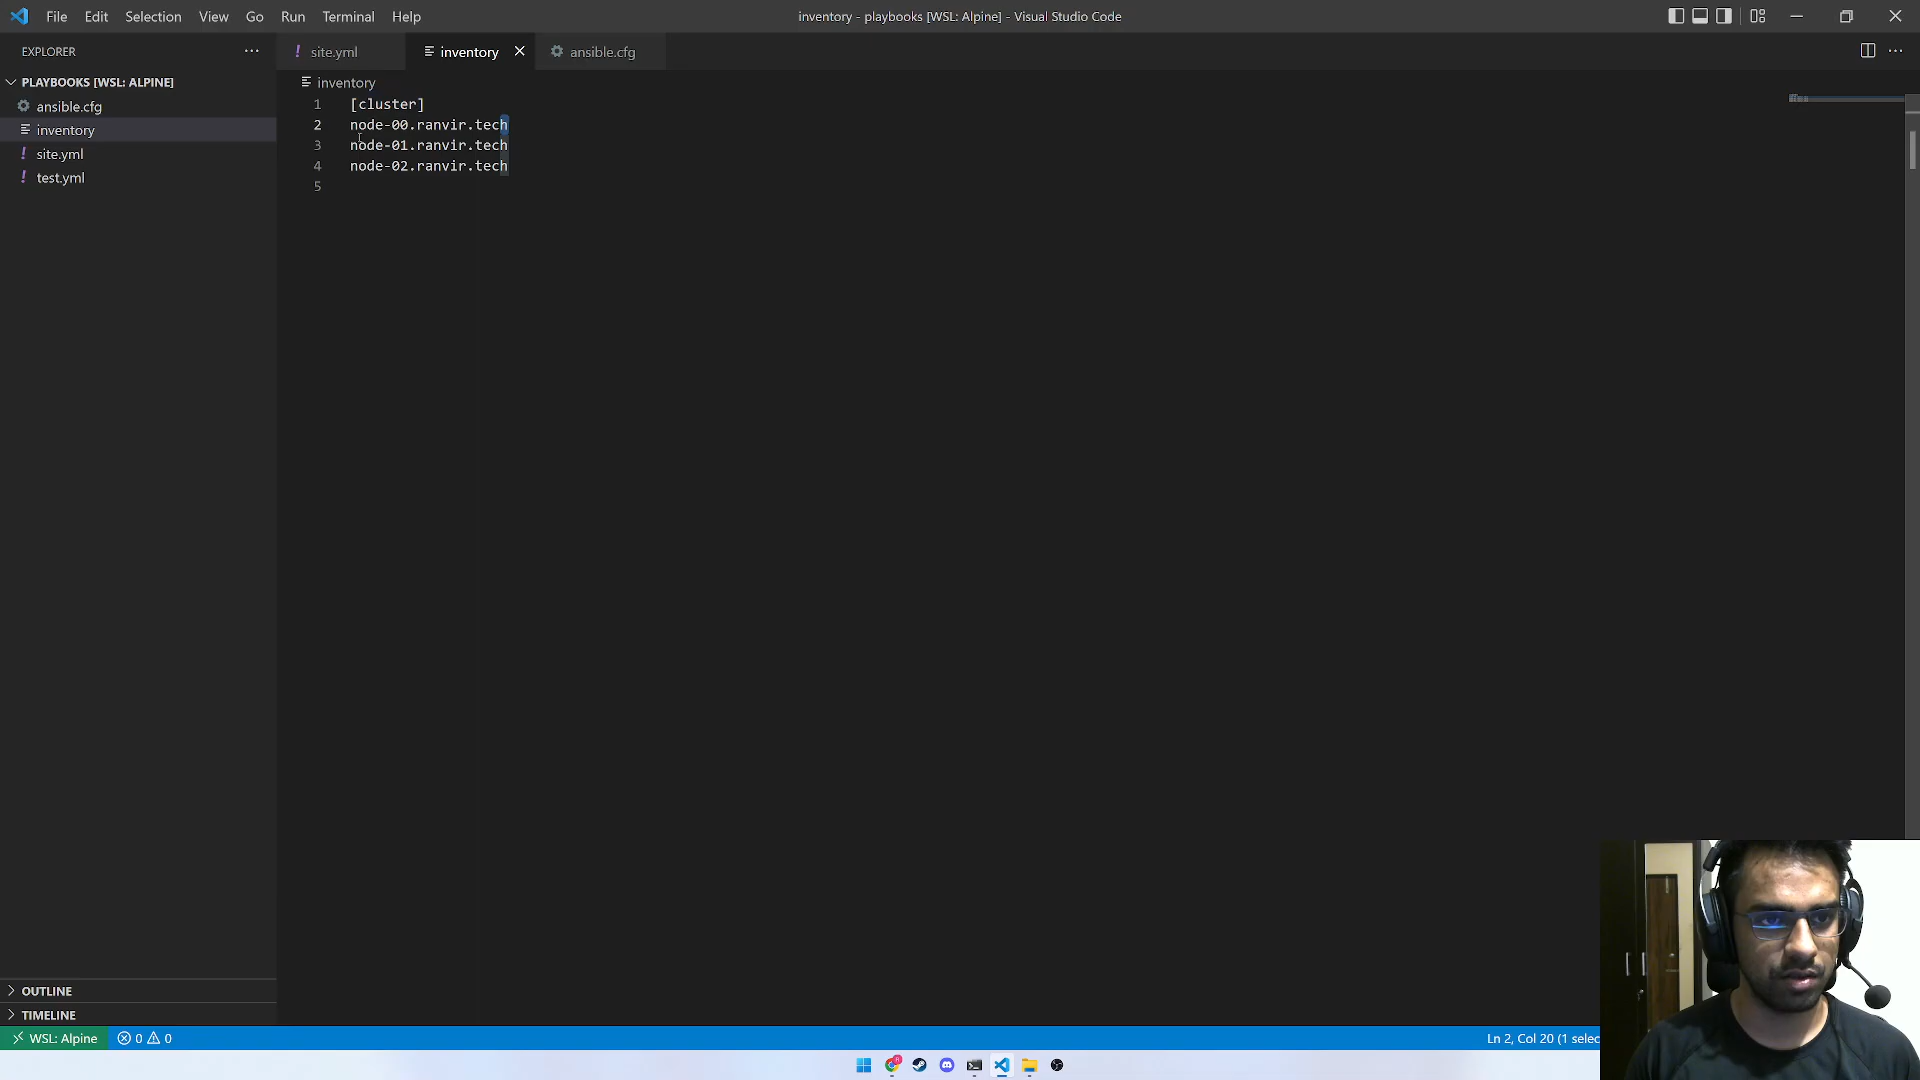 File Edit Selection View Go Run Terminal Help
inventory - playbooks [WSL: Alpine] - Visual Studio Code
EXPLORER
PLAYBOOKS [WSL: ALPINE]
ansible.cfg
inventory
site.yml
test.yml
site.yml inventory ansible.cfg
inventory
1 [cluster]
2 node-00.ranvir.tech
3 node-01.ranvir.tech
4 node-02.ranvir.tech
5
OUTLINE
TIMELINE
WSL: Alpine 0 0
Ln 2, Col 20 (1 selec